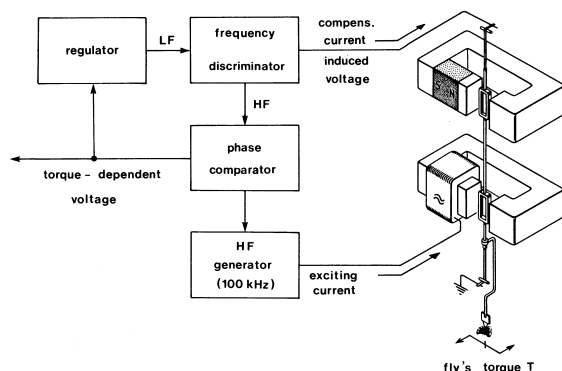 regulator
LF
frequency
discriminator
compens.
current
induced
voltage
HF
phase
comparator
torque - dependent
voltage
HF
generator
(100 kHz)
exciting
current
S
N
~
fly's torque T